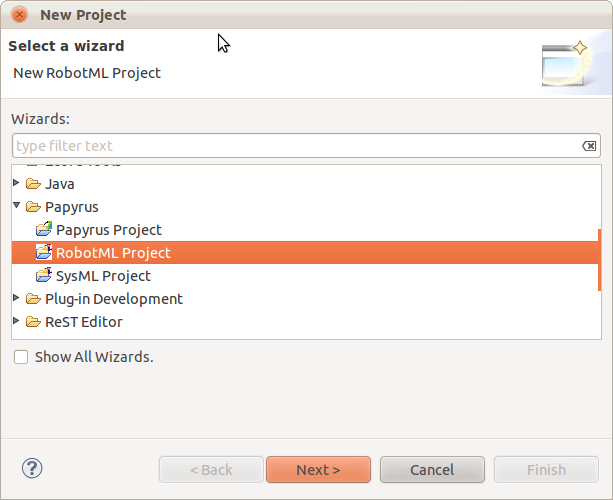 New Project
Select a wizard
New RobotML Project
Wizards:
type filter text
Java
Papyrus
Papyrus Project
RobotML Project
SysML Project
Plug-in Development
ReST Editor
Show All Wizards.
?
< Back
Next >
Cancel
Finish